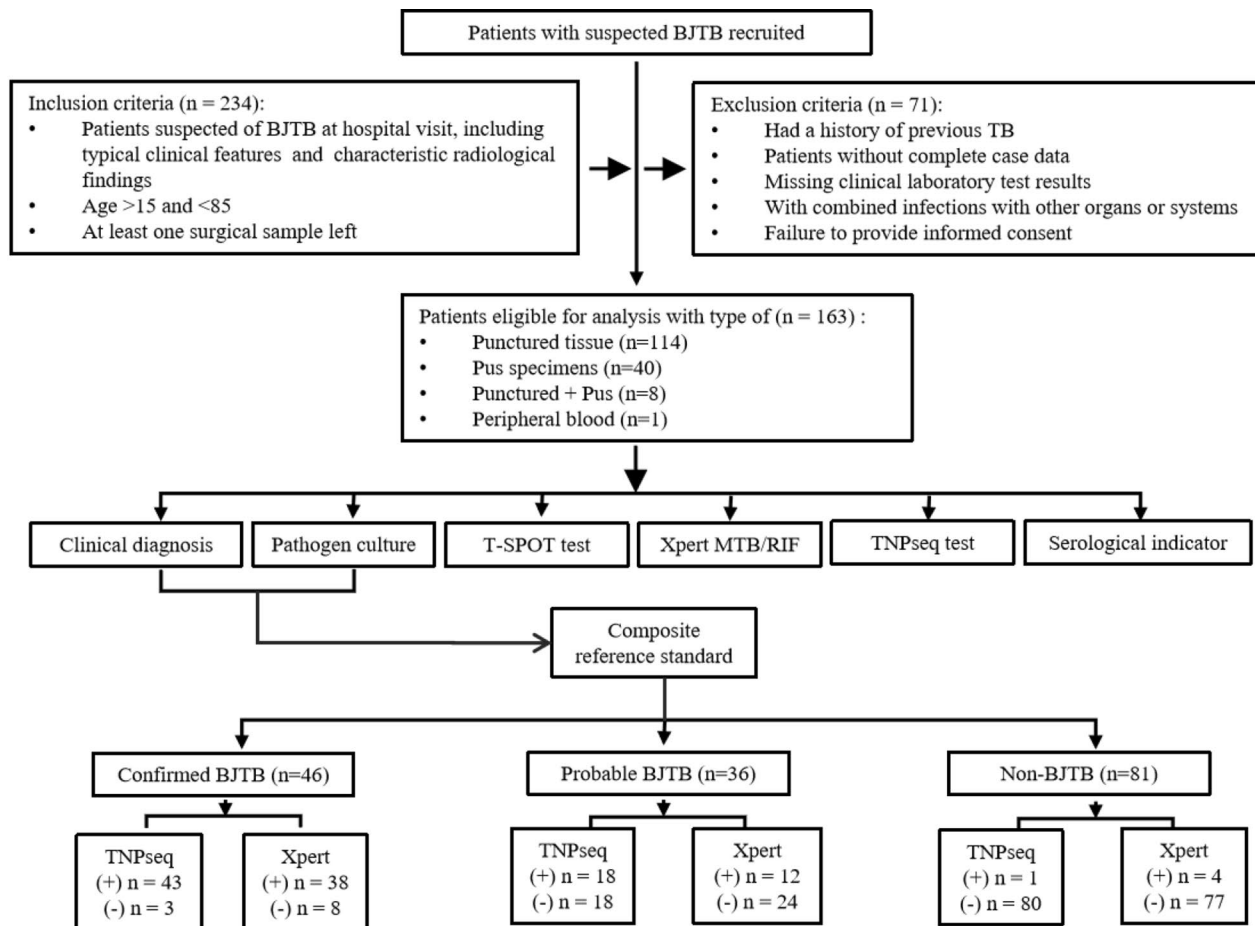 Patients with suspected BJTB recruited
Inclusion criteria (n = 234):
• Patients suspected of BJTB at hospital visit, including
typical clinical features and characteristic radiological
findings
• Age >15 and <85
• At least one surgical sample left
Exclusion criteria (n = 71):
• Had a history of previous TB
• Patients without complete case data
• Missing clinical laboratory test results
• With combined infections with other organs or systems
• Failure to provide informed consent
Patients eligible for analysis with type of (n = 163) :
• Punctured tissue (n=114)
• Pus specimens (n=40)
• Punctured + Pus (n=8)
• Peripheral blood (n=1)
Clinical diagnosis
Pathogen culture
T-SPOT test
Xpert MTB/RIF
TNPseq test
Serological indicator
Composite
reference standard
Confirmed BJTB (n=46)
Probable BJTB (n=36)
Non-BJTB (n=81)
TNPseq
(+) n = 43
(-) n = 3
Xpert
(+) n = 38
(-) n = 8
TNPseq
(+) n = 18
(-) n = 18
Xpert
(+) n = 12
(-) n = 24
TNPseq
(+) n = 1
(-) n = 80
Xpert
(+) n = 4
(-) n = 77